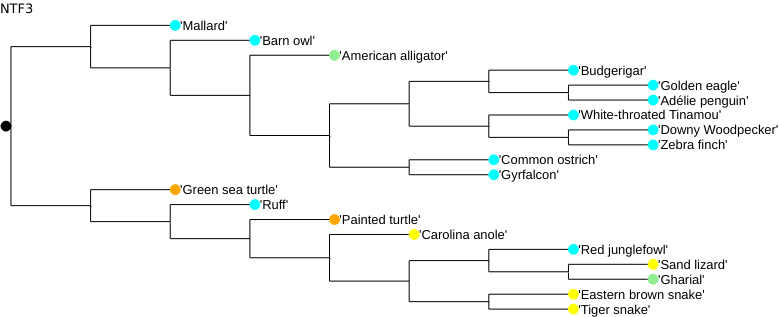 NTF3
'Mallard'
'Barn owl'
'American alligator'
'Budgerigar'
'Golden eagle'
'Adélie penguin'
'White-throated Tinamou'
'Downy Woodpecker'
'Zebra finch'
'Common ostrich'
'Gyrfalcon'
'Green sea turtle'
'Ruff'
'Painted turtle'
'Carolina anole'
'Red junglefowl'
'Sand lizard'
'Gharial'
'Eastern brown snake'
'Tiger snake'